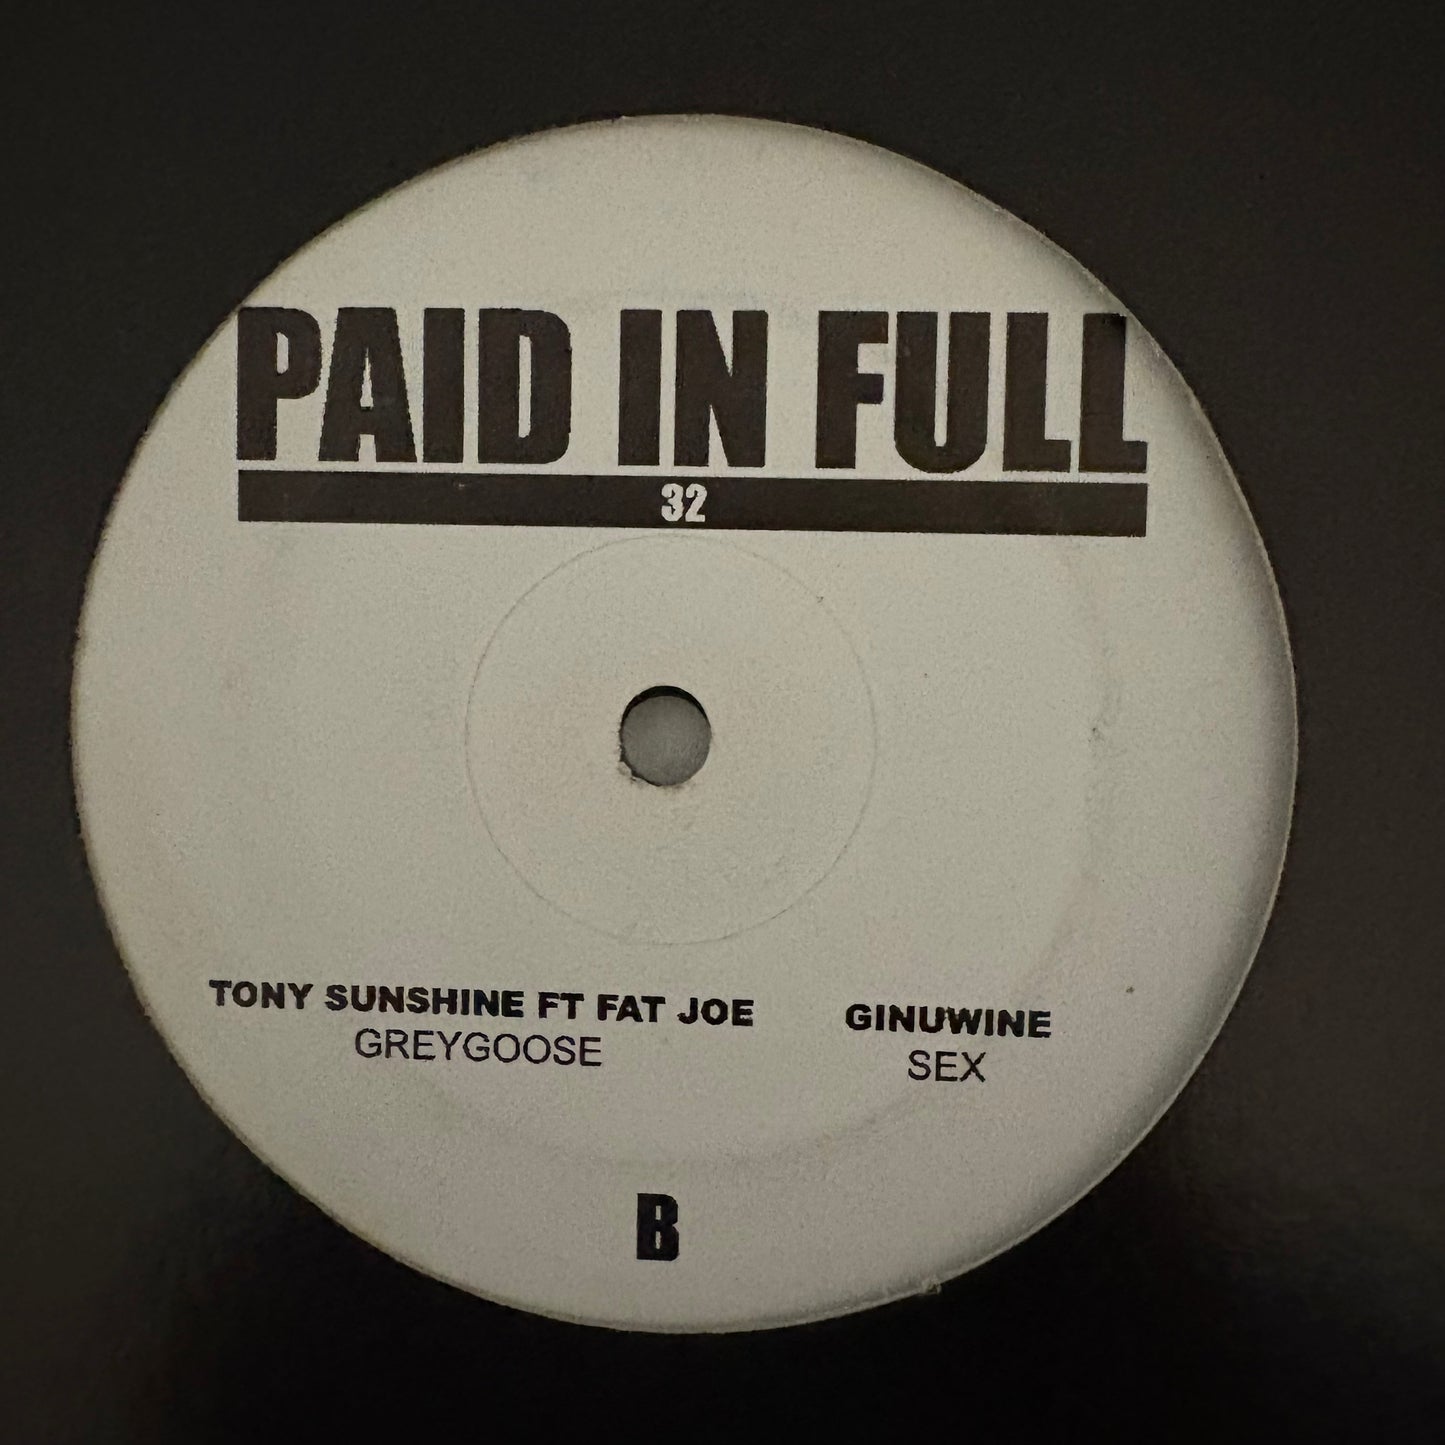 PAID IN FULL
32
TONY SUNSHINE FT FAT JOE
GREYGOOSE
GINUWINE
SEX
B